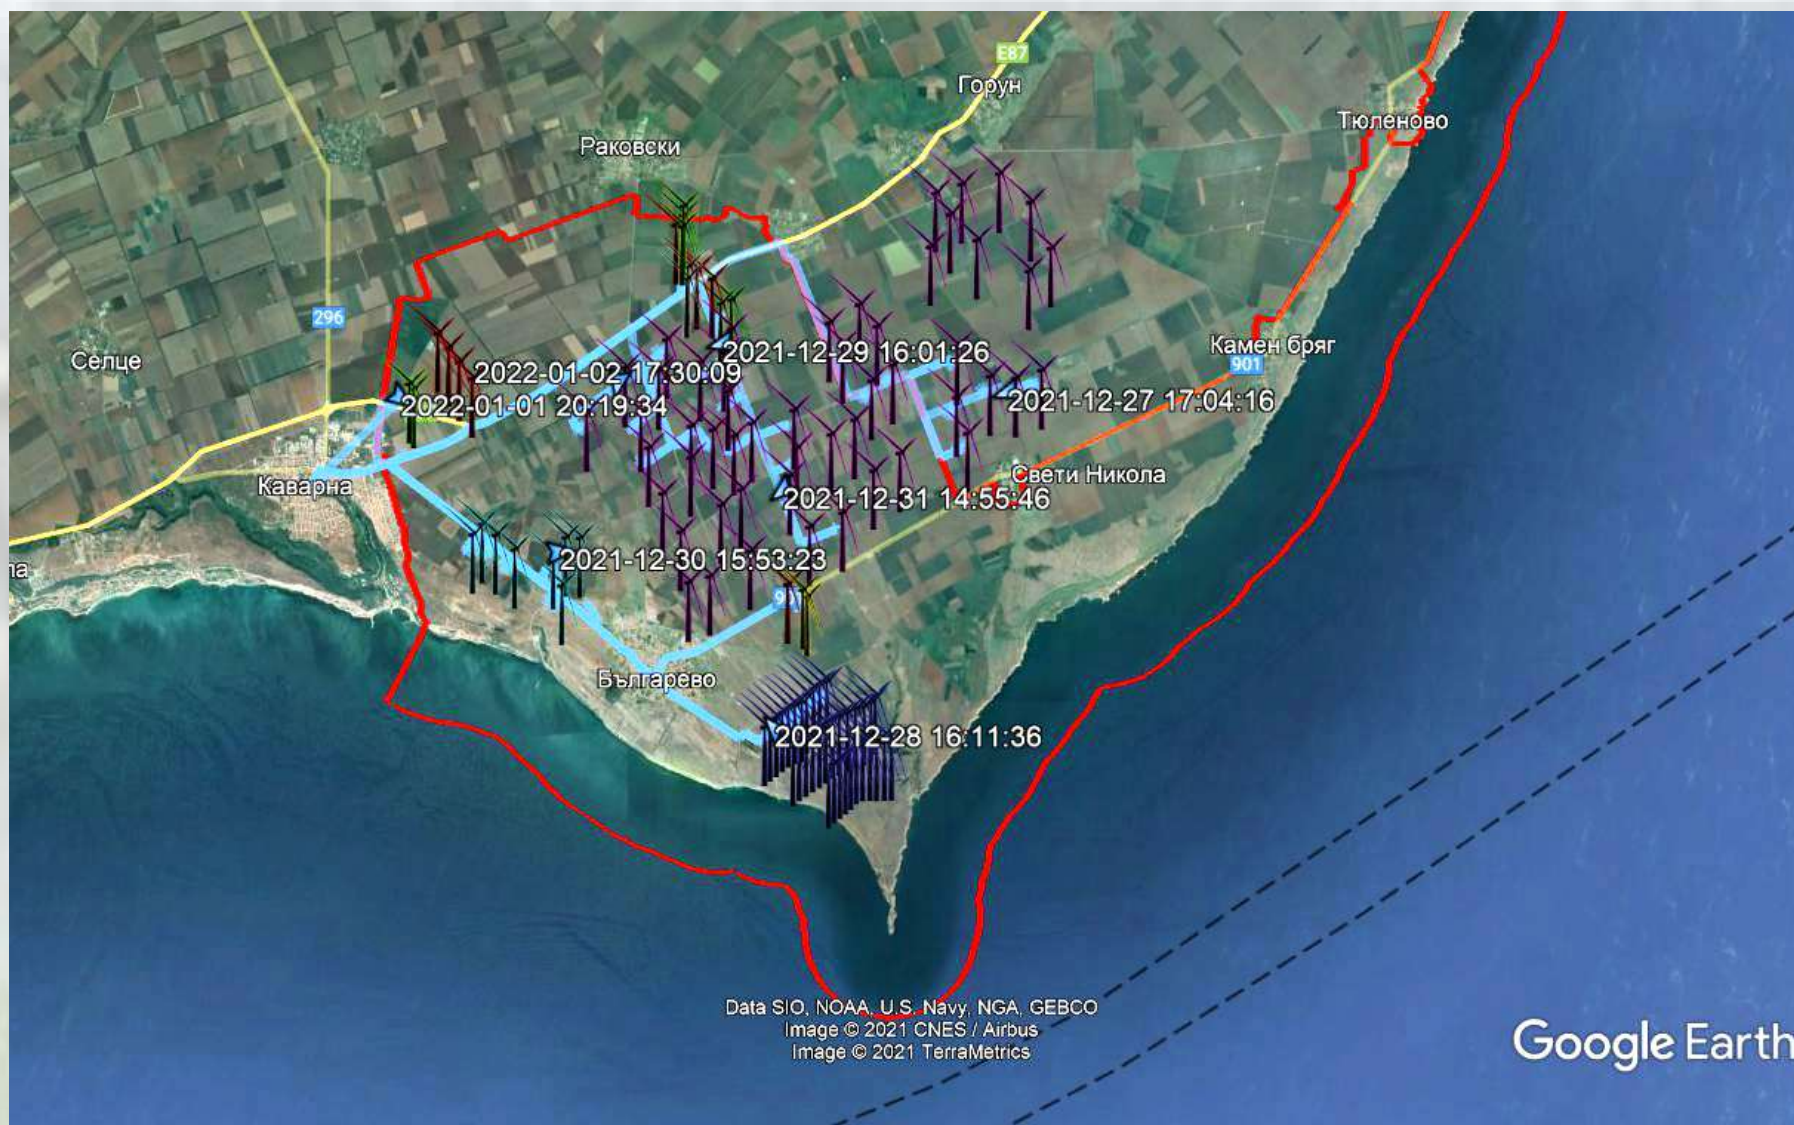 E87
Горун
Тюленово
Раковски
296
Камен бряг
2021-12-29 16:01:26
Селце
901
2022-01-02 17:30:09
2021-12-27 17:04:16
2022-01-01 20:19:34
Свети Никола
Каварна
2021-12-31 14:55:46
2021-12-30 15:53:23
ла
Българево
2021-12-28 16:11:36
Data SIO, NOAA, U.S. Navy, NGA, GEBCO
Image © 2021 CNES / Airbus
Image © 2021 TerraMetrics
Google Earth